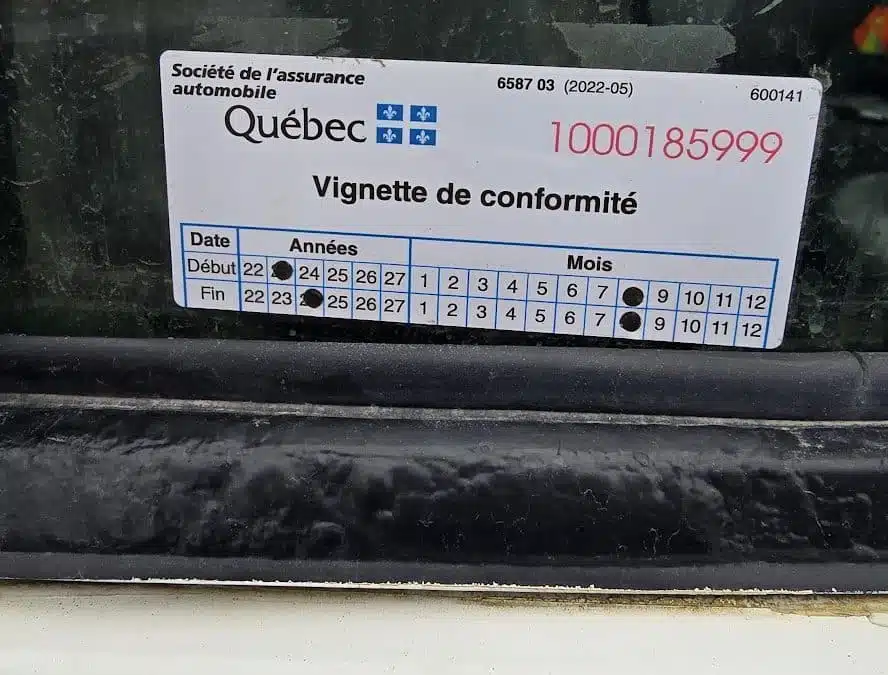 Société de l'assurance
automobile
Québec
6587 03 (2022-05)
600141
1000185999
Vignette de conformité
Date Années Mois
Début 22 24 25 26 27 1 2 3 4 5 6 7 9 10 11 12
Fin 22 23 25 26 27 1 2 3 4 5 6 7 9 10 11 12